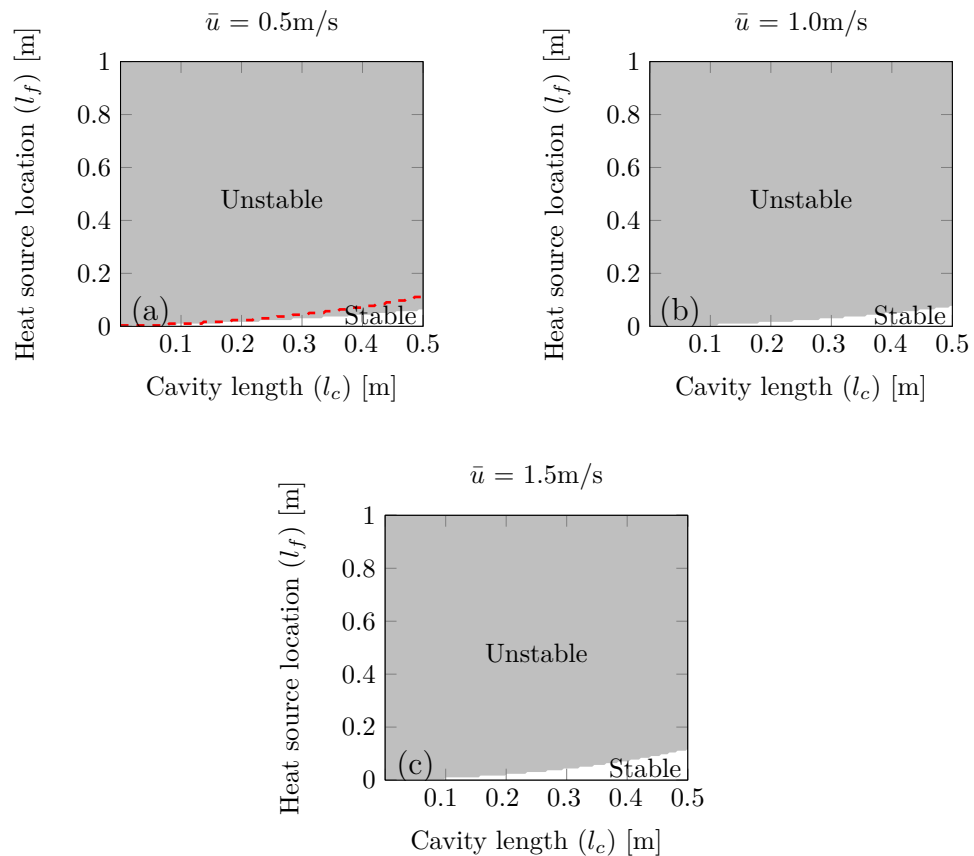 ū = 0.5m/s
Heat source location (l_f) [m]
1
0.8
0.6
0.4
0.2
0
Unstable
(a)
Stable
0.1 0.2 0.3 0.4 0.5
Cavity length (l_c) [m]
ū = 1.0m/s
Heat source location (l_f) [m]
1
0.8
0.6
0.4
0.2
0
Unstable
(b)
Stable
0.1 0.2 0.3 0.4 0.5
Cavity length (l_c) [m]
ū = 1.5m/s
Heat source location (l_f) [m]
1
0.8
0.6
0.4
0.2
0
Unstable
(c)
Stable
0.1 0.2 0.3 0.4 0.5
Cavity length (l_c) [m]